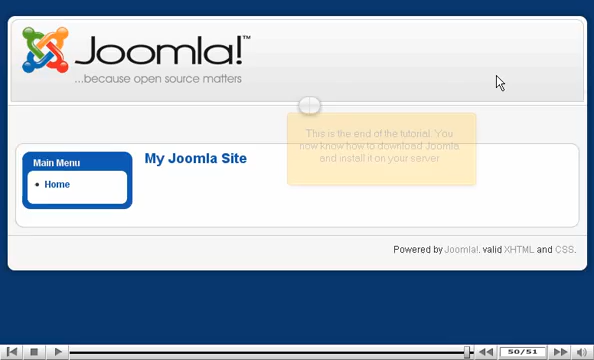 Joomla!™
...because open source matters
This is the end of the tutorial. You
now know how to download Joomla
and install it on your server
Main Menu
Home
My Joomla Site
Powered by Joomla!. valid XHTML and CSS.
50/51